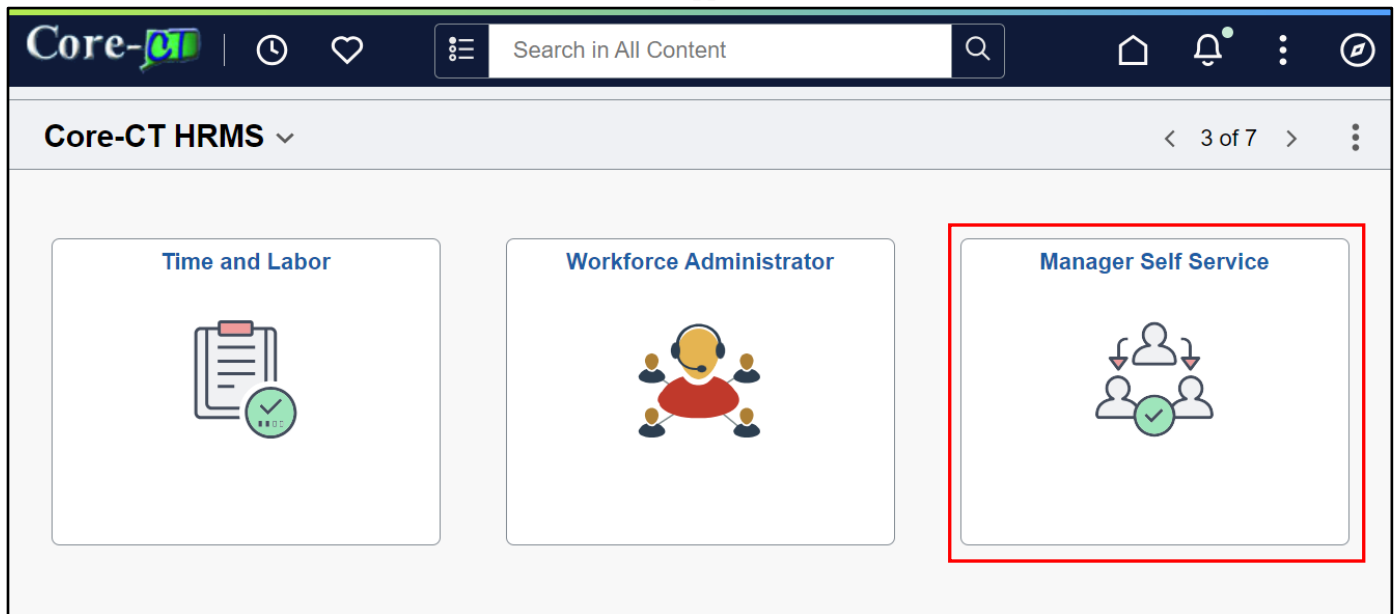 Core-CT
Search in All Content
Core-CT HRMS
3 of 7
Time and Labor
Workforce Administrator
Manager Self Service